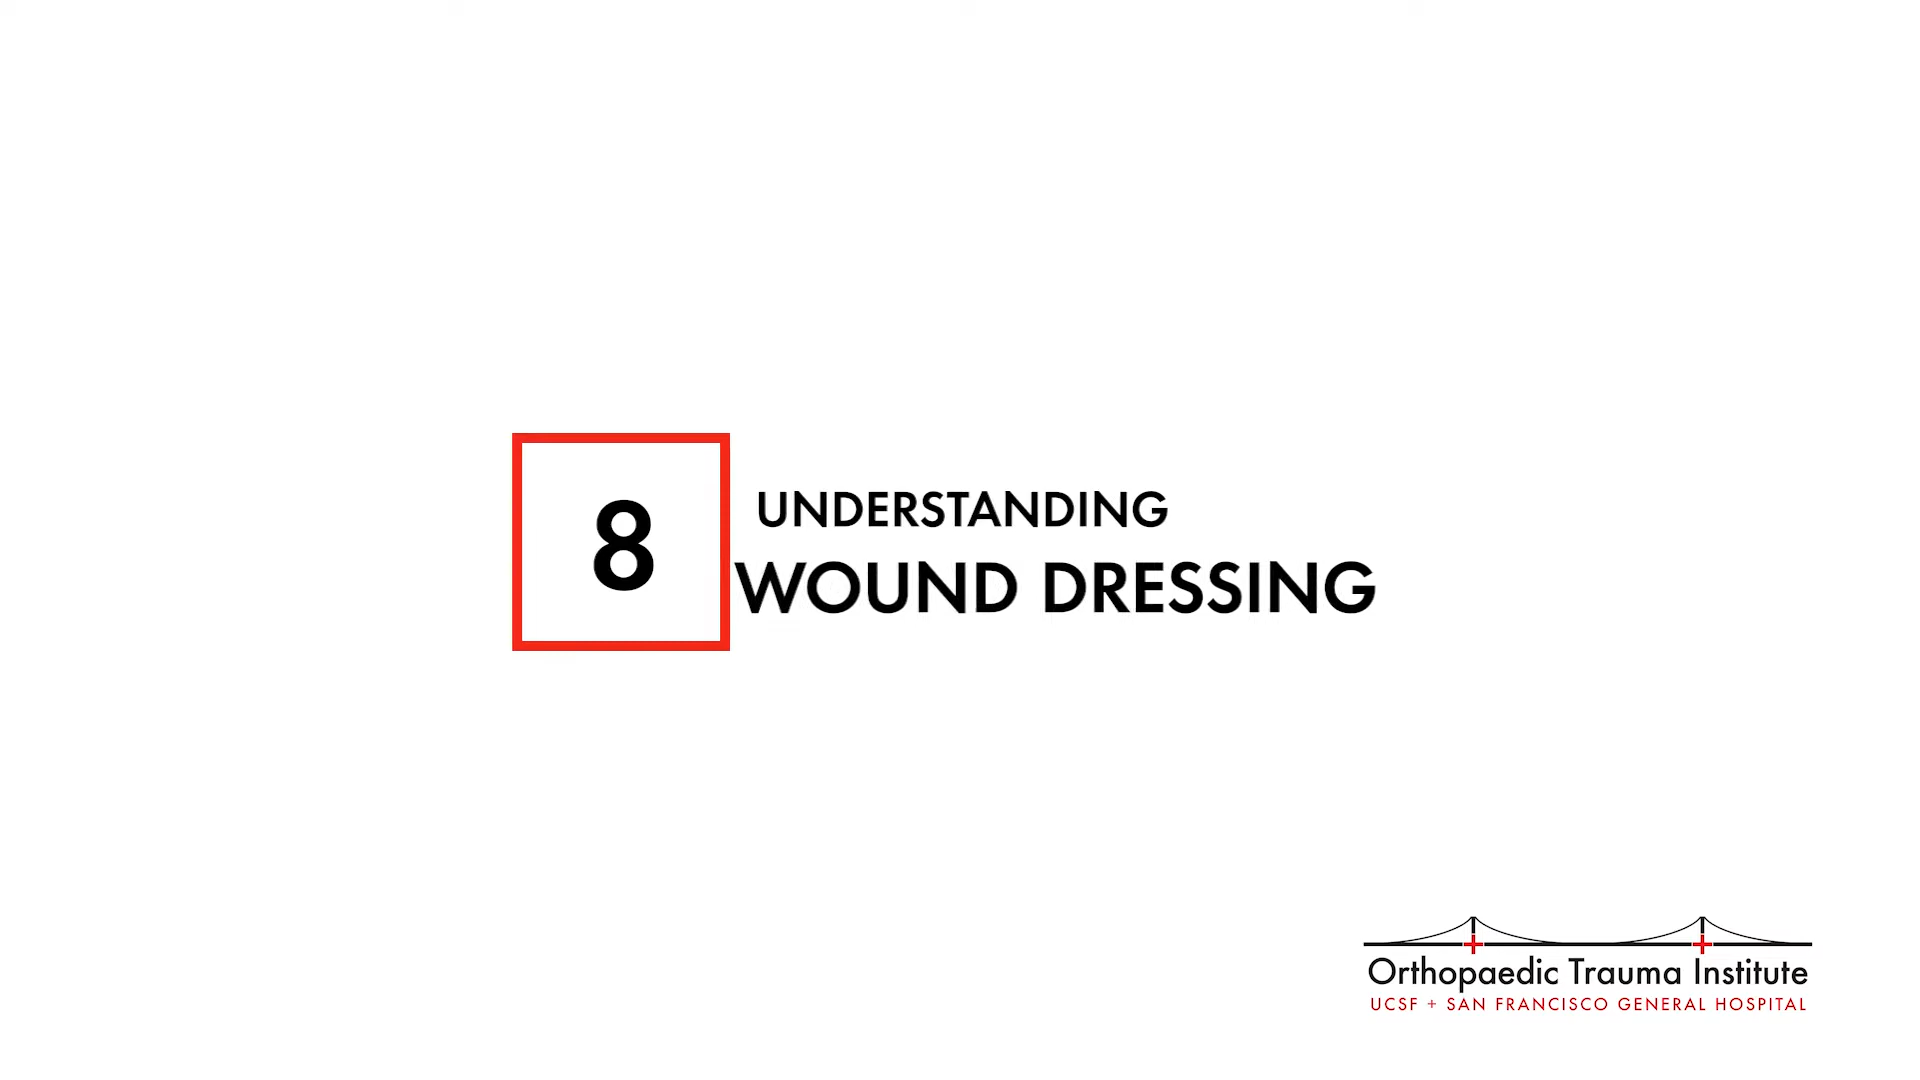 8
UNDERSTANDING
WOUND DRESSING
Orthopaedic Trauma Institute
UCSF + SAN FRANCISCO GENERAL HOSPITAL